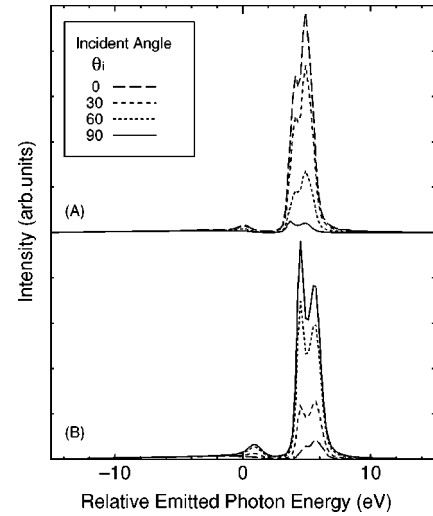 Incident Angle
θi
0
30
60
90
(A)
(B)
Intensity (arb.units)
−10 0 10
Relative Emitted Photon Energy (eV)